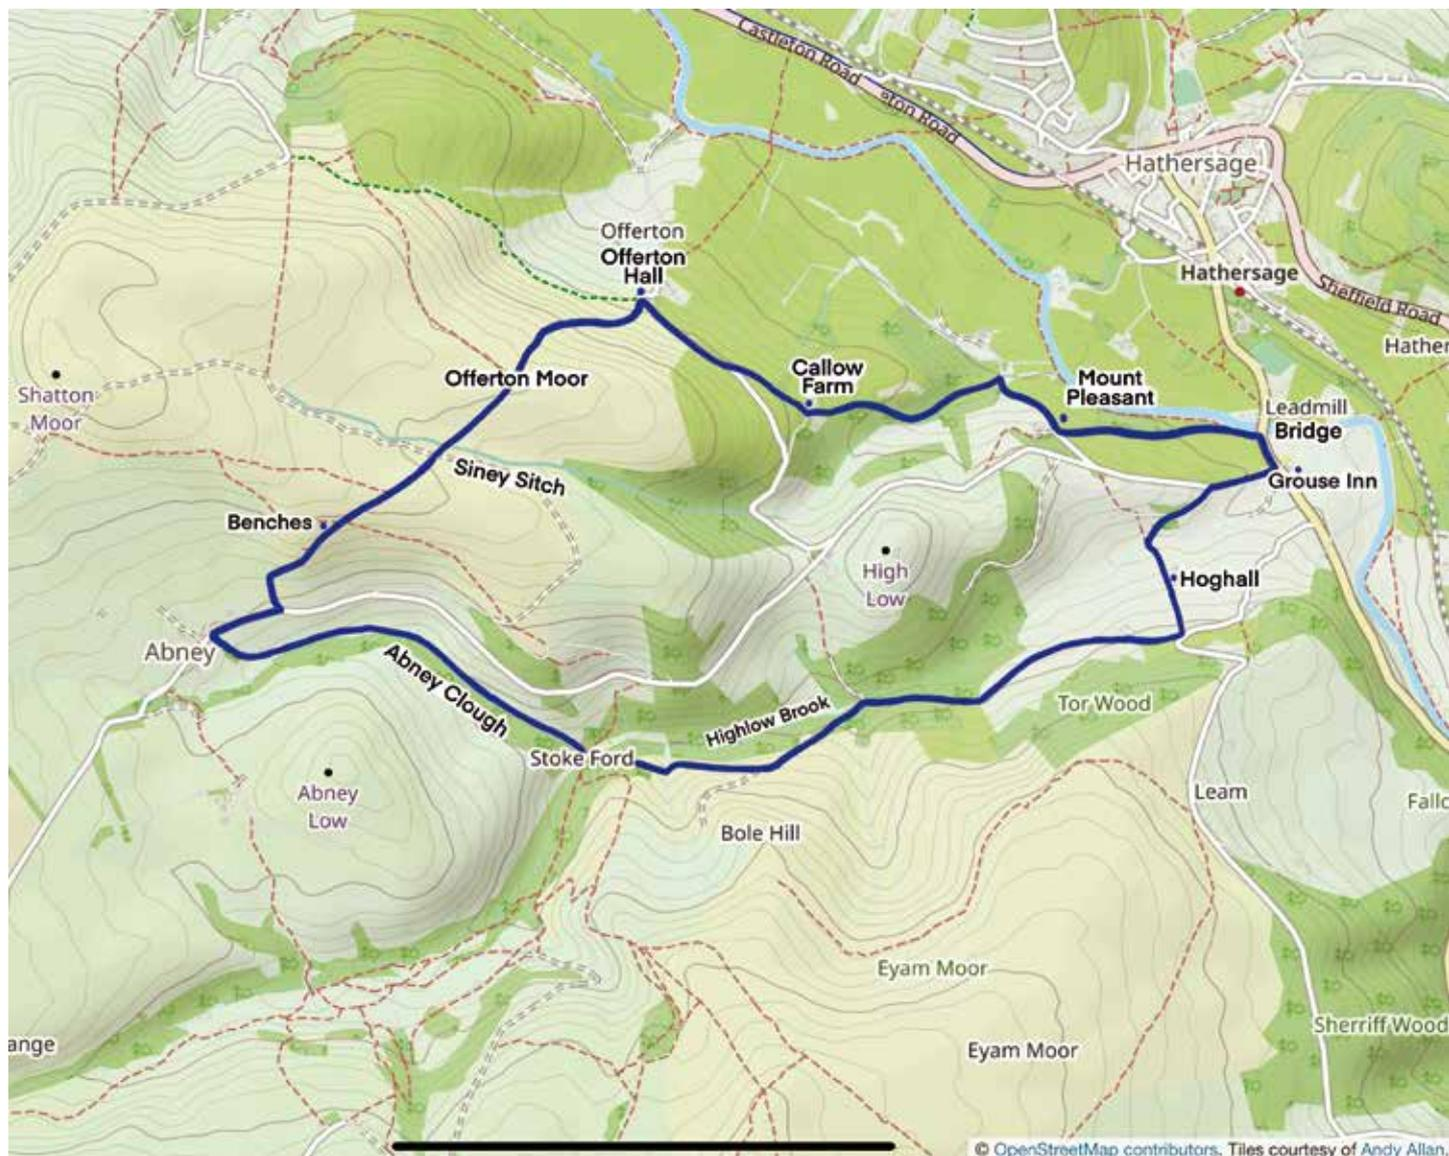 Castleton Road
eton Road
Hathersage
Offerton
Offerton
Hall
Hathersage
Sheffield Road
Hather
Shatton
Moor
Offerton Moor
Callow
Farm
Mount
Pleasant
Leadmill
Bridge
Grouse Inn
Siney Sitch
Benches
High
Low
Hoghall
Abney
Abney Clough
Highlow Brook
Tor Wood
Stoke Ford
Abney
Low
Leam
Bole Hill
Fallc
Eyam Moor
Sherriff Wood
ange
Eyam Moor
© OpenStreetMap contributors. Tiles courtesy of Andy Allan.